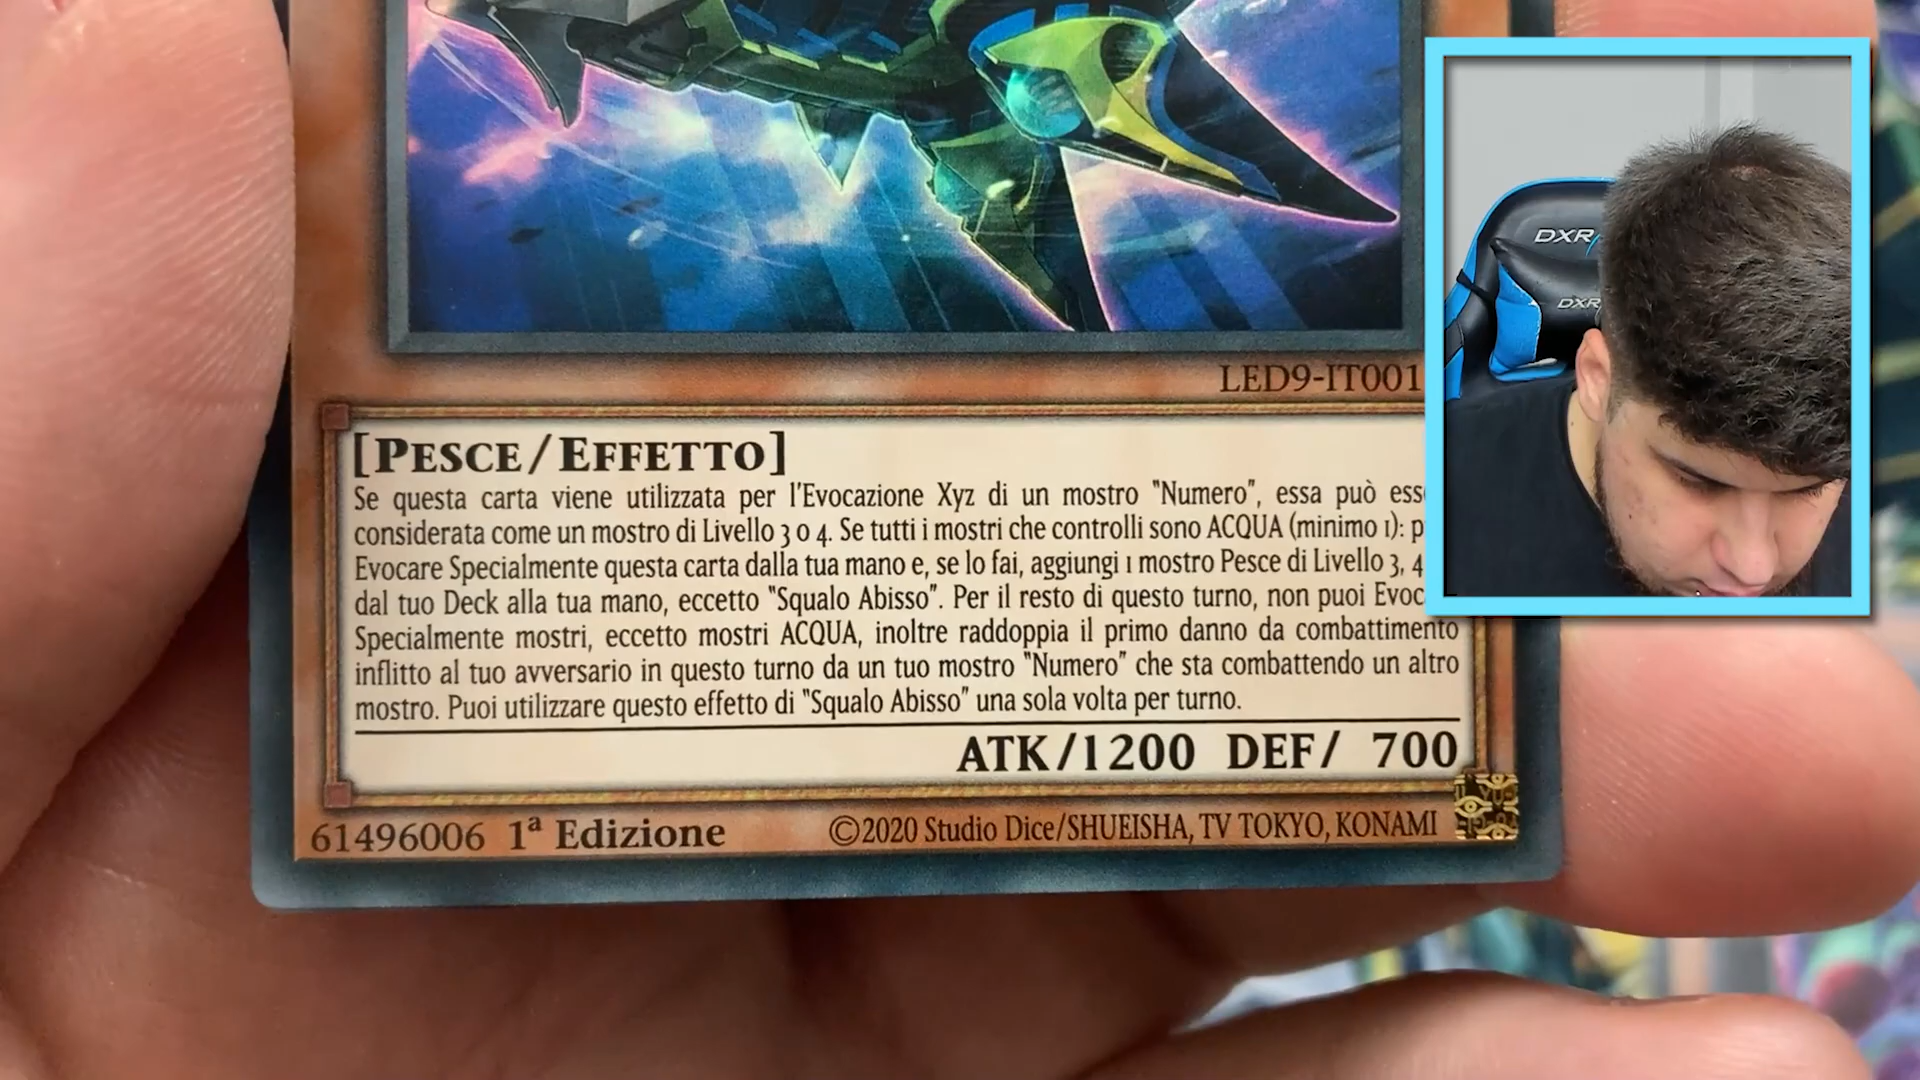 DXR
DXR
LED9-IT001
[PESCE/EFFETTO]
Se questa carta viene utilizzata per l'Evocazione Xyz di un mostro "Numero", essa può
considerata come un mostro di Livello 3 o 4. Se tutti i mostri che controlli sono ACQUA (minimo 1):
Evocare Specialmente questa carta dalla tua mano e, se lo fai, aggiungi 1 mostro Pesce di Livello 3, 4
dal tuo Deck alla tua mano, eccetto "Squalo Abisso". Per il resto di questo turno, non puoi
Specialmente mostri, eccetto mostri ACQUA, inoltre raddoppia il primo danno da combattimento
inflitto al tuo avversario in questo turno da un tuo mostro "Numero" che sta combattendo un altro
mostro. Puoi utilizzare questo effetto di "Squalo Abisso" una sola volta per turno.
ATK/1200 DEF/ 700
61496006 1ª Edizione ©2020 Studio Dice/SHUEISHA, TV TOKYO, KONAMI